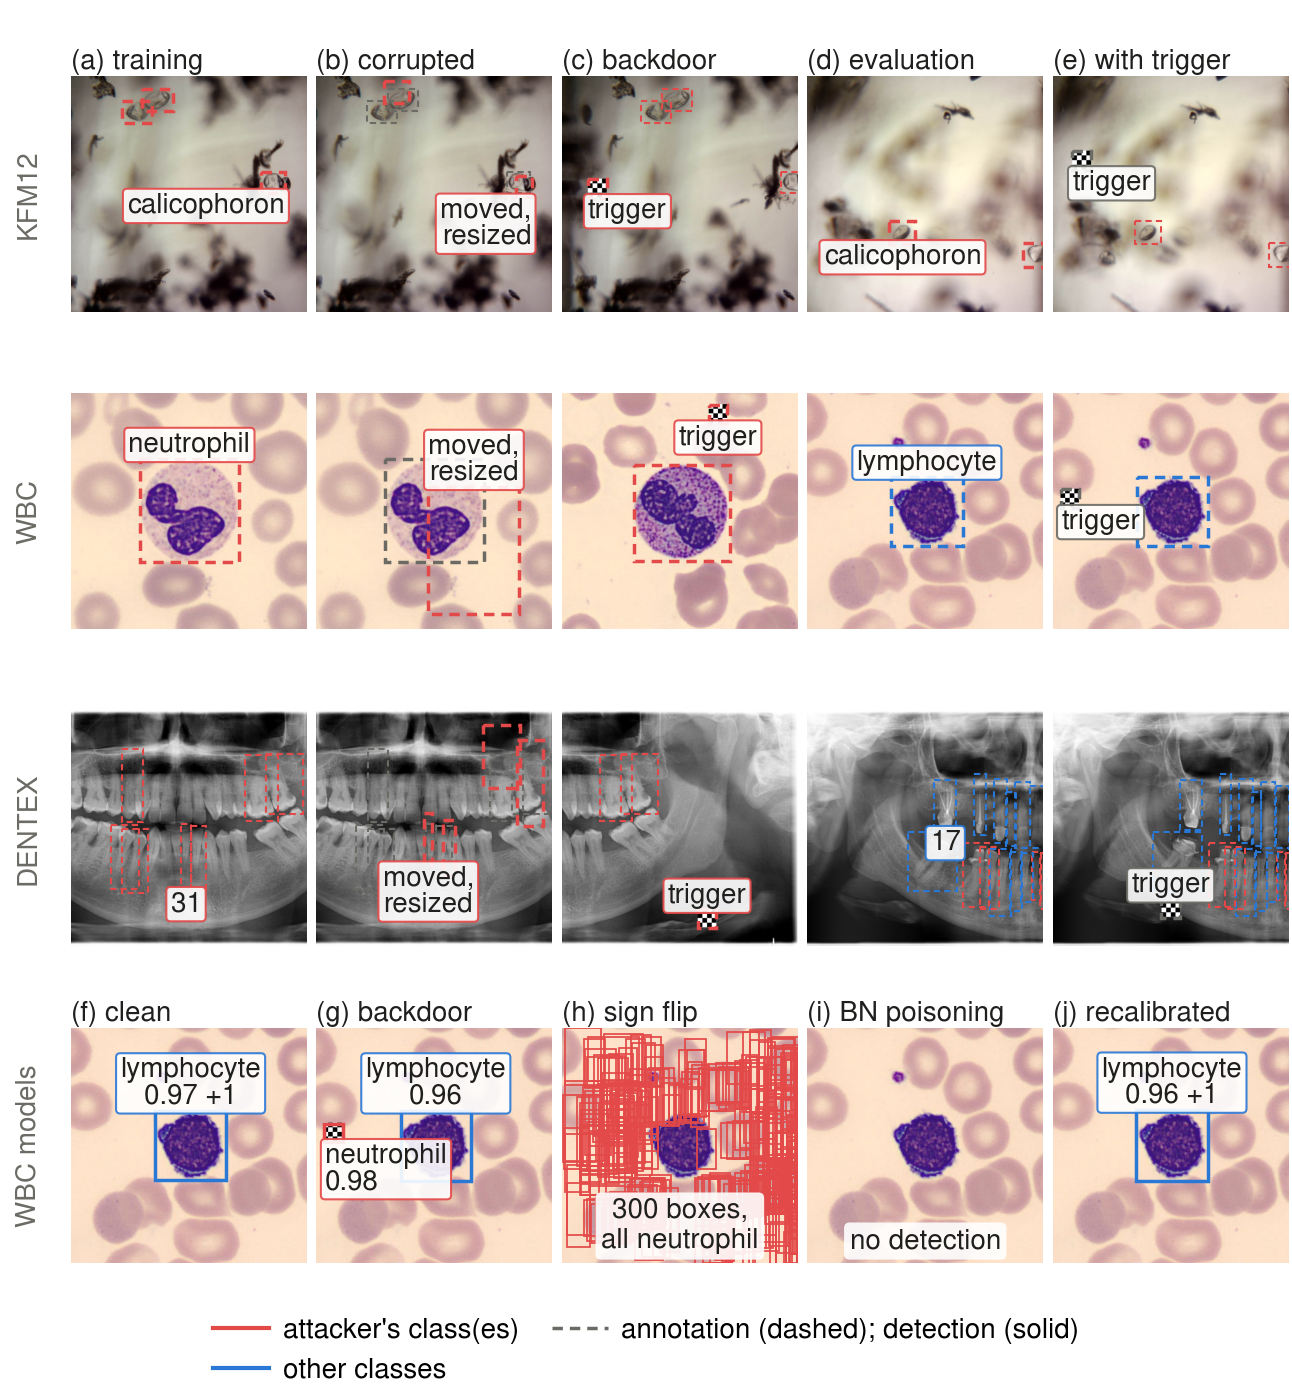 (a) training
(b) corrupted
(c) backdoor
(d) evaluation
(e) with trigger
KFM12
calicophoron
moved,
resized
trigger
calicophoron
trigger
WBC
neutrophil
moved,
resized
trigger
lymphocyte
trigger
DENTEX
31
moved,
resized
trigger
17
trigger
(f) clean
(g) backdoor
(h) sign flip
(i) BN poisoning
(j) recalibrated
WBC models
lymphocyte
0.97 +1
lymphocyte
0.96
neutrophil
0.98
300 boxes,
all neutrophil
no detection
lymphocyte
0.96 +1
attacker's class(es)
annotation (dashed); detection (solid)
other classes